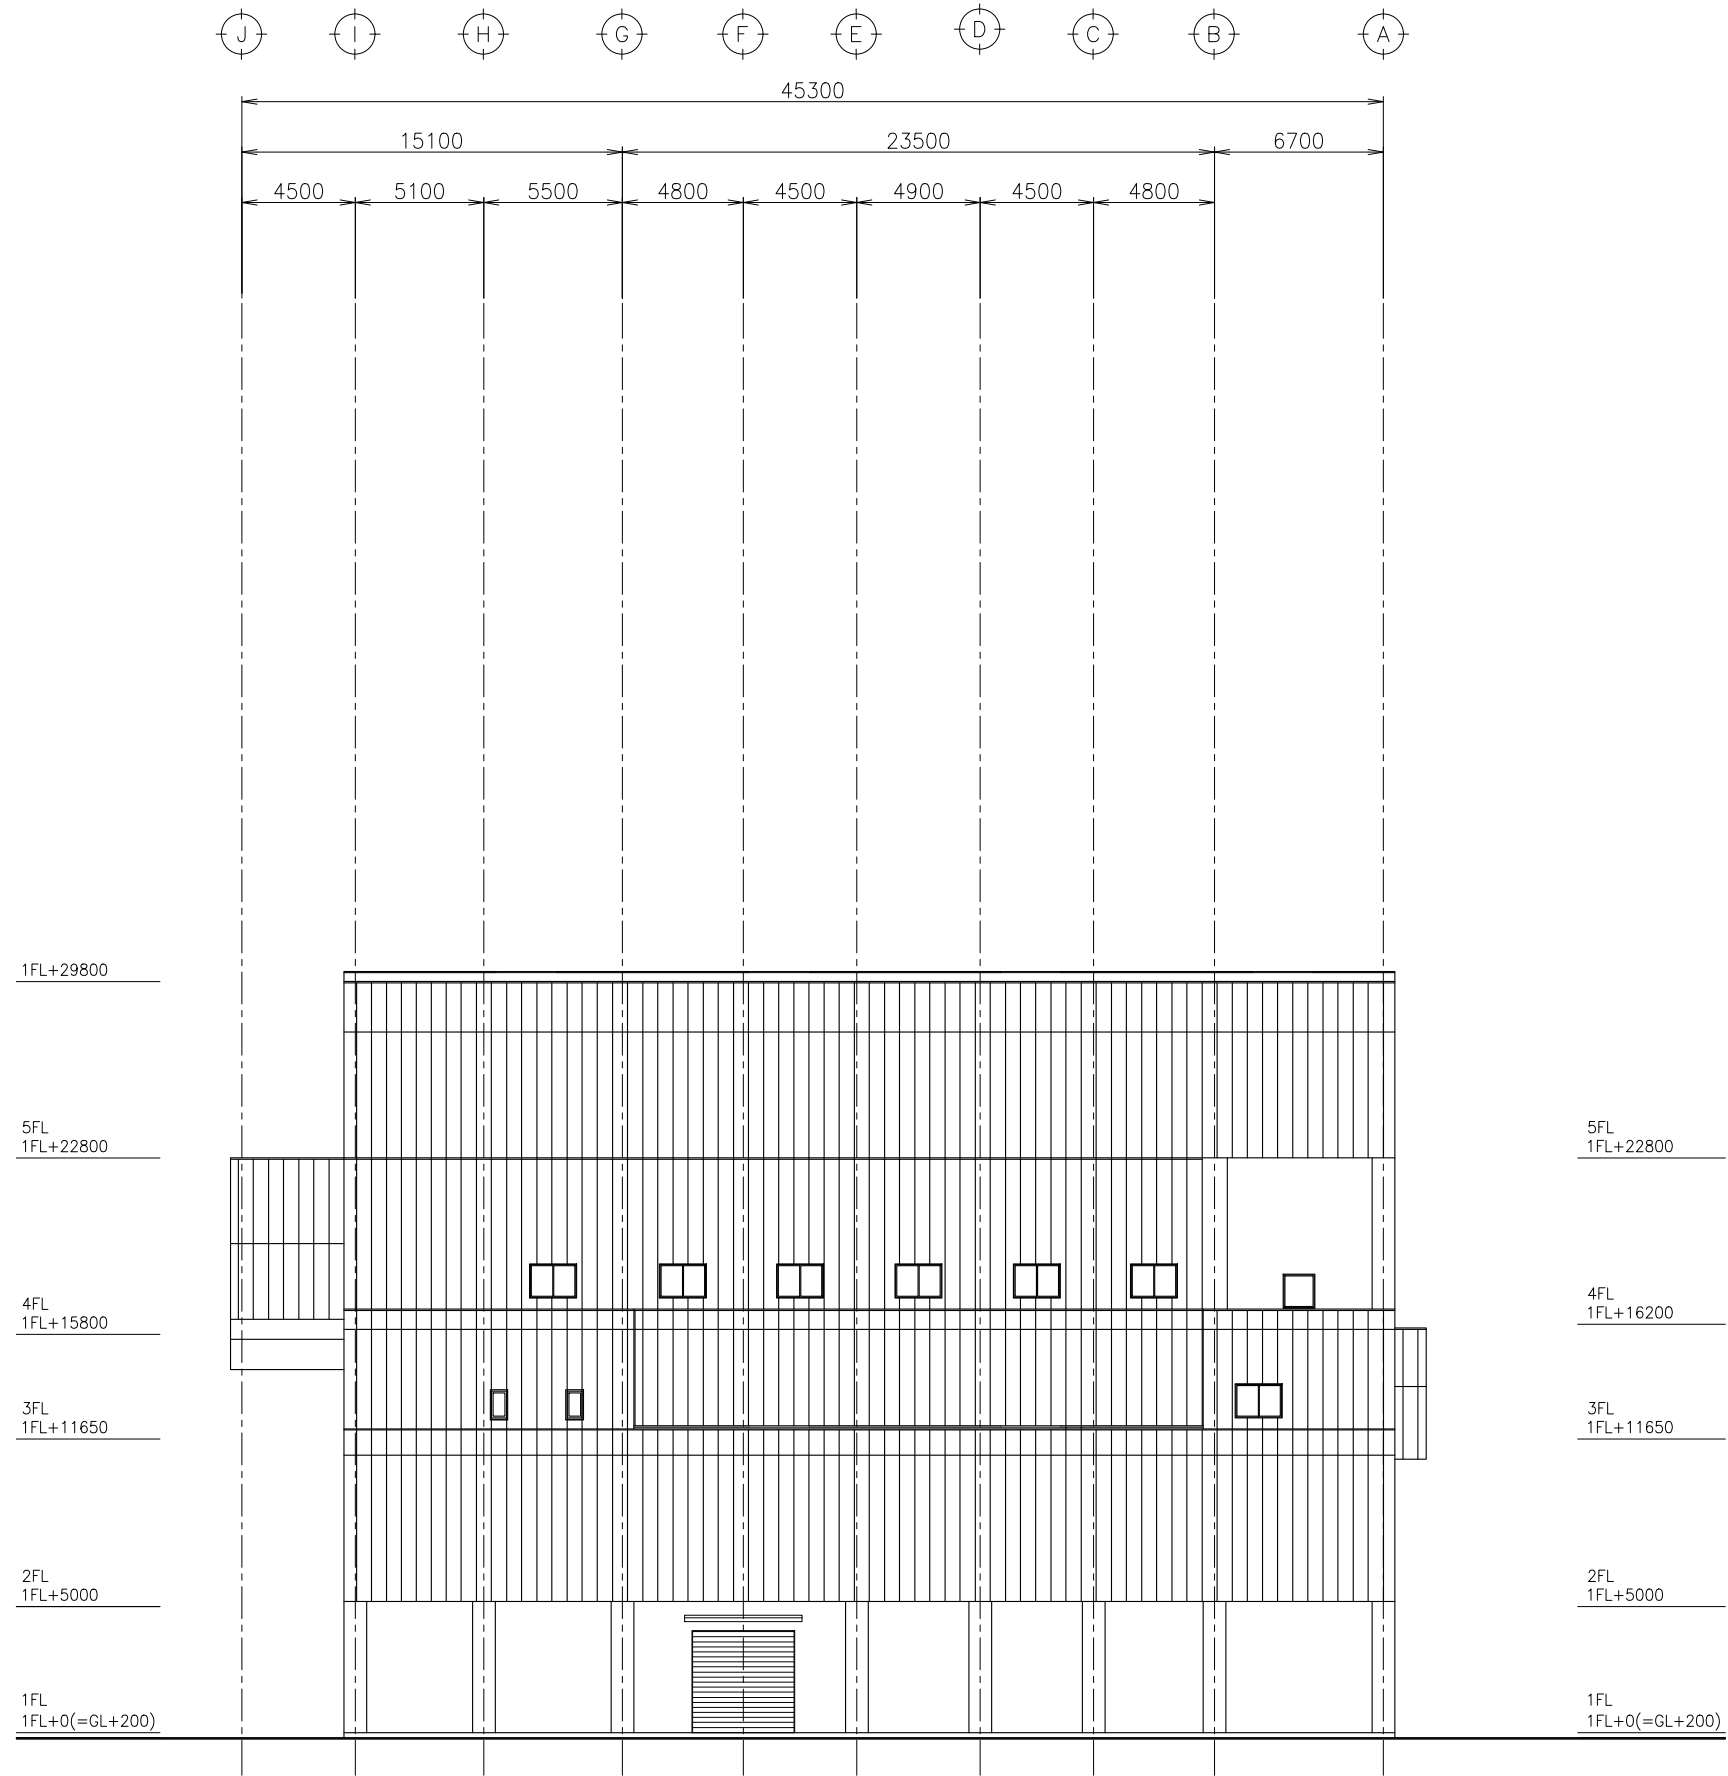 J I H G F E D C B A
45300
15100 23500 6700
4500 5100 5500 4800 4500 4900 4500 4800
1FL+29800
5FL
1FL+22800
4FL
1FL+15800
3FL
1FL+11650
2FL
1FL+5000
1FL
1FL+0(=GL+200)
5FL
1FL+22800
4FL
1FL+16200
3FL
1FL+11650
2FL
1FL+5000
1FL
1FL+0(=GL+200)